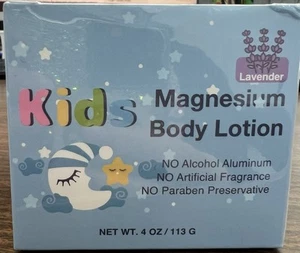 Lavender
Kids
Magnesium
Body Lotion
NO Alcohol Aluminum
NO Artificial Fragrance
NO Paraben Preservative
NET WT. 4 OZ / 113 G